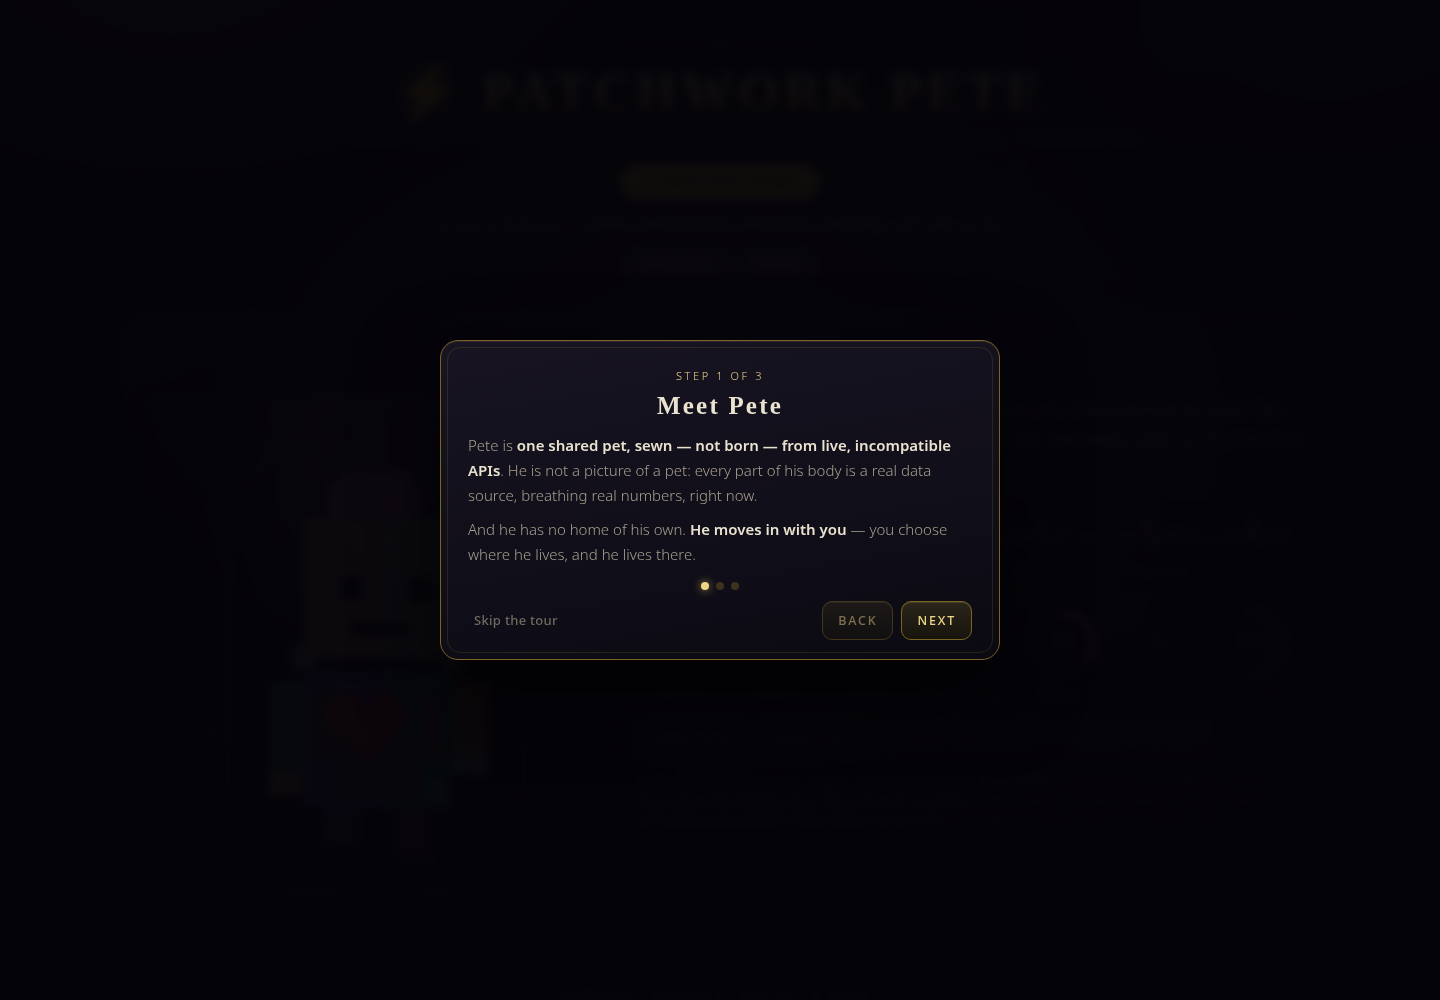 ⚡ PATCHWORK PETE
STEP 1 OF 3
Meet Pete
Pete is one shared pet, sewn — not born — from live, incompatible
APIs. He is not a picture of a pet: every part of his body is a real data
source, breathing real numbers, right now.
And he has no home of his own. He moves in with you — you choose
where he lives, and he lives there.
Skip the tour
BACK
NEXT